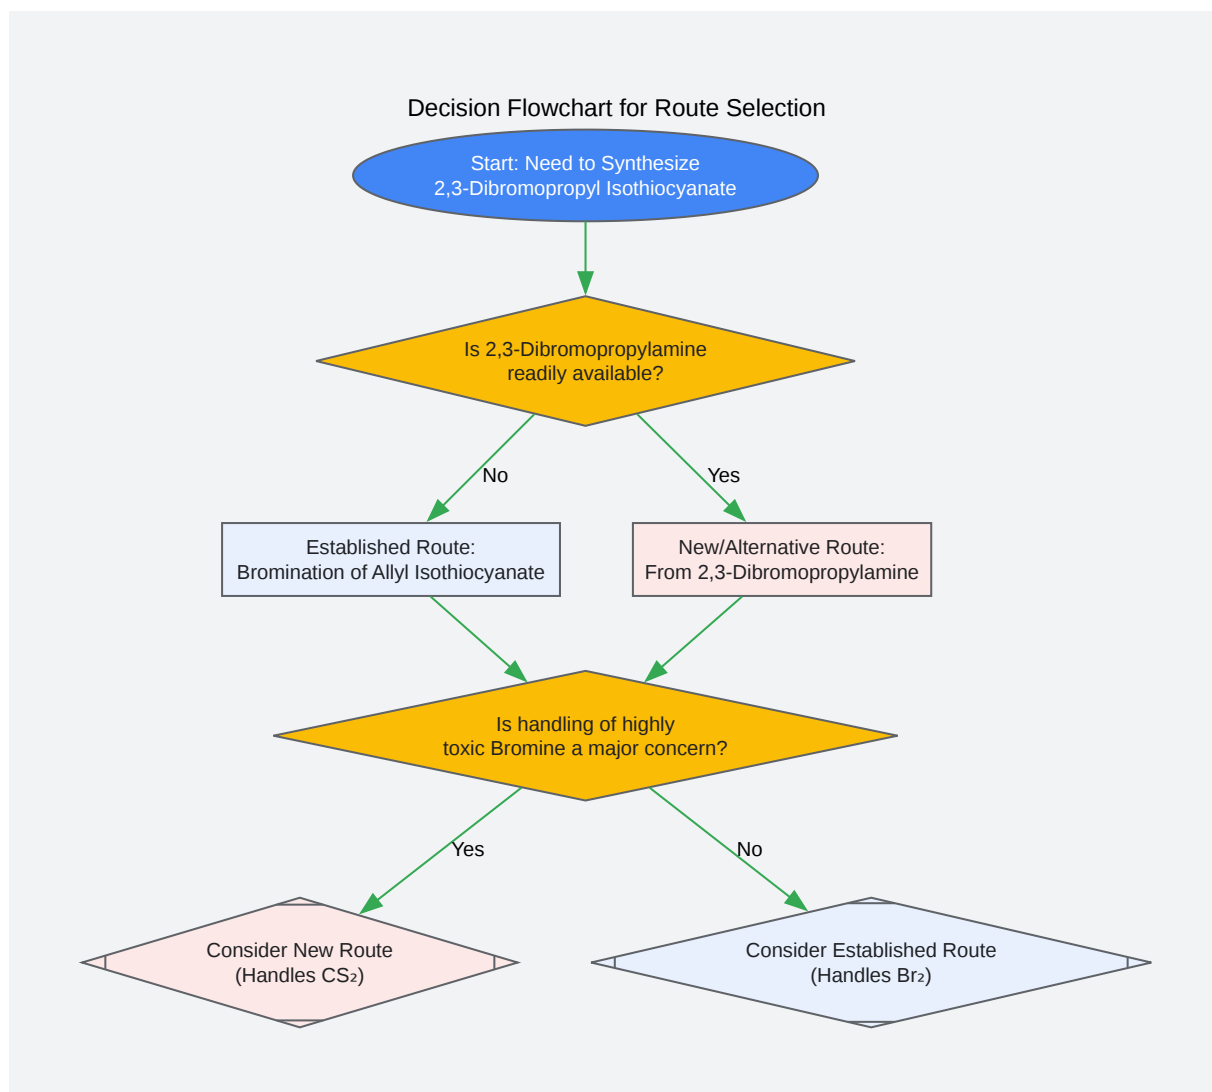 Decision Flowchart for Route Selection
Start: Need to Synthesize
2,3-Dibromopropyl Isothiocyanate
Is 2,3-Dibromopropylamine
readily available?
No
Yes
Established Route:
Bromination of Allyl Isothiocyanate
New/Alternative Route:
From 2,3-Dibromopropylamine
Is handling of highly
toxic Bromine a major concern?
Yes
No
Consider New Route
(Handles CS₂)
Consider Established Route
(Handles Br₂)